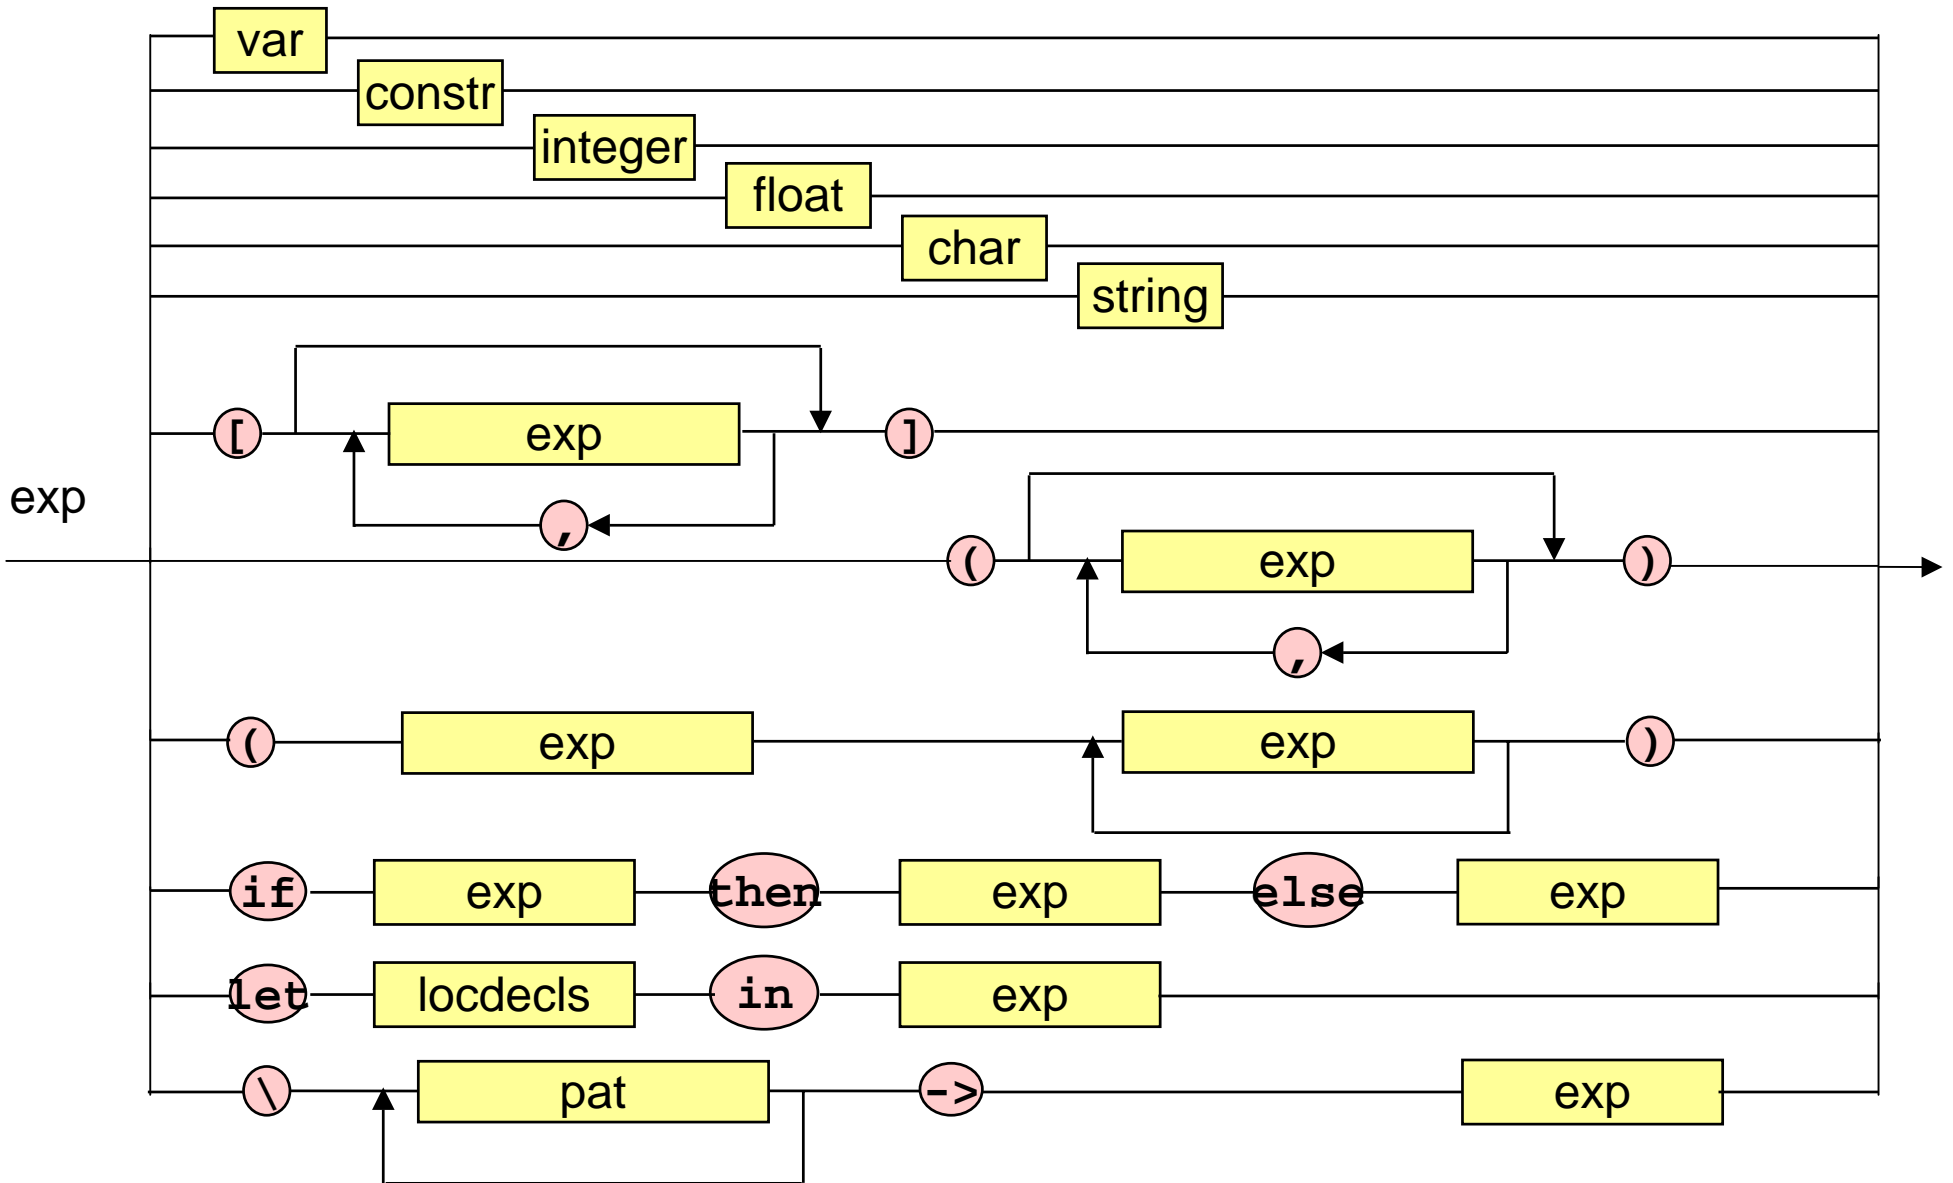 var
constr
integer
float
char
string
[ exp ]
,
exp
( exp )
,
( exp exp )
if exp then exp else exp
let locdecls in exp
\ pat -> exp